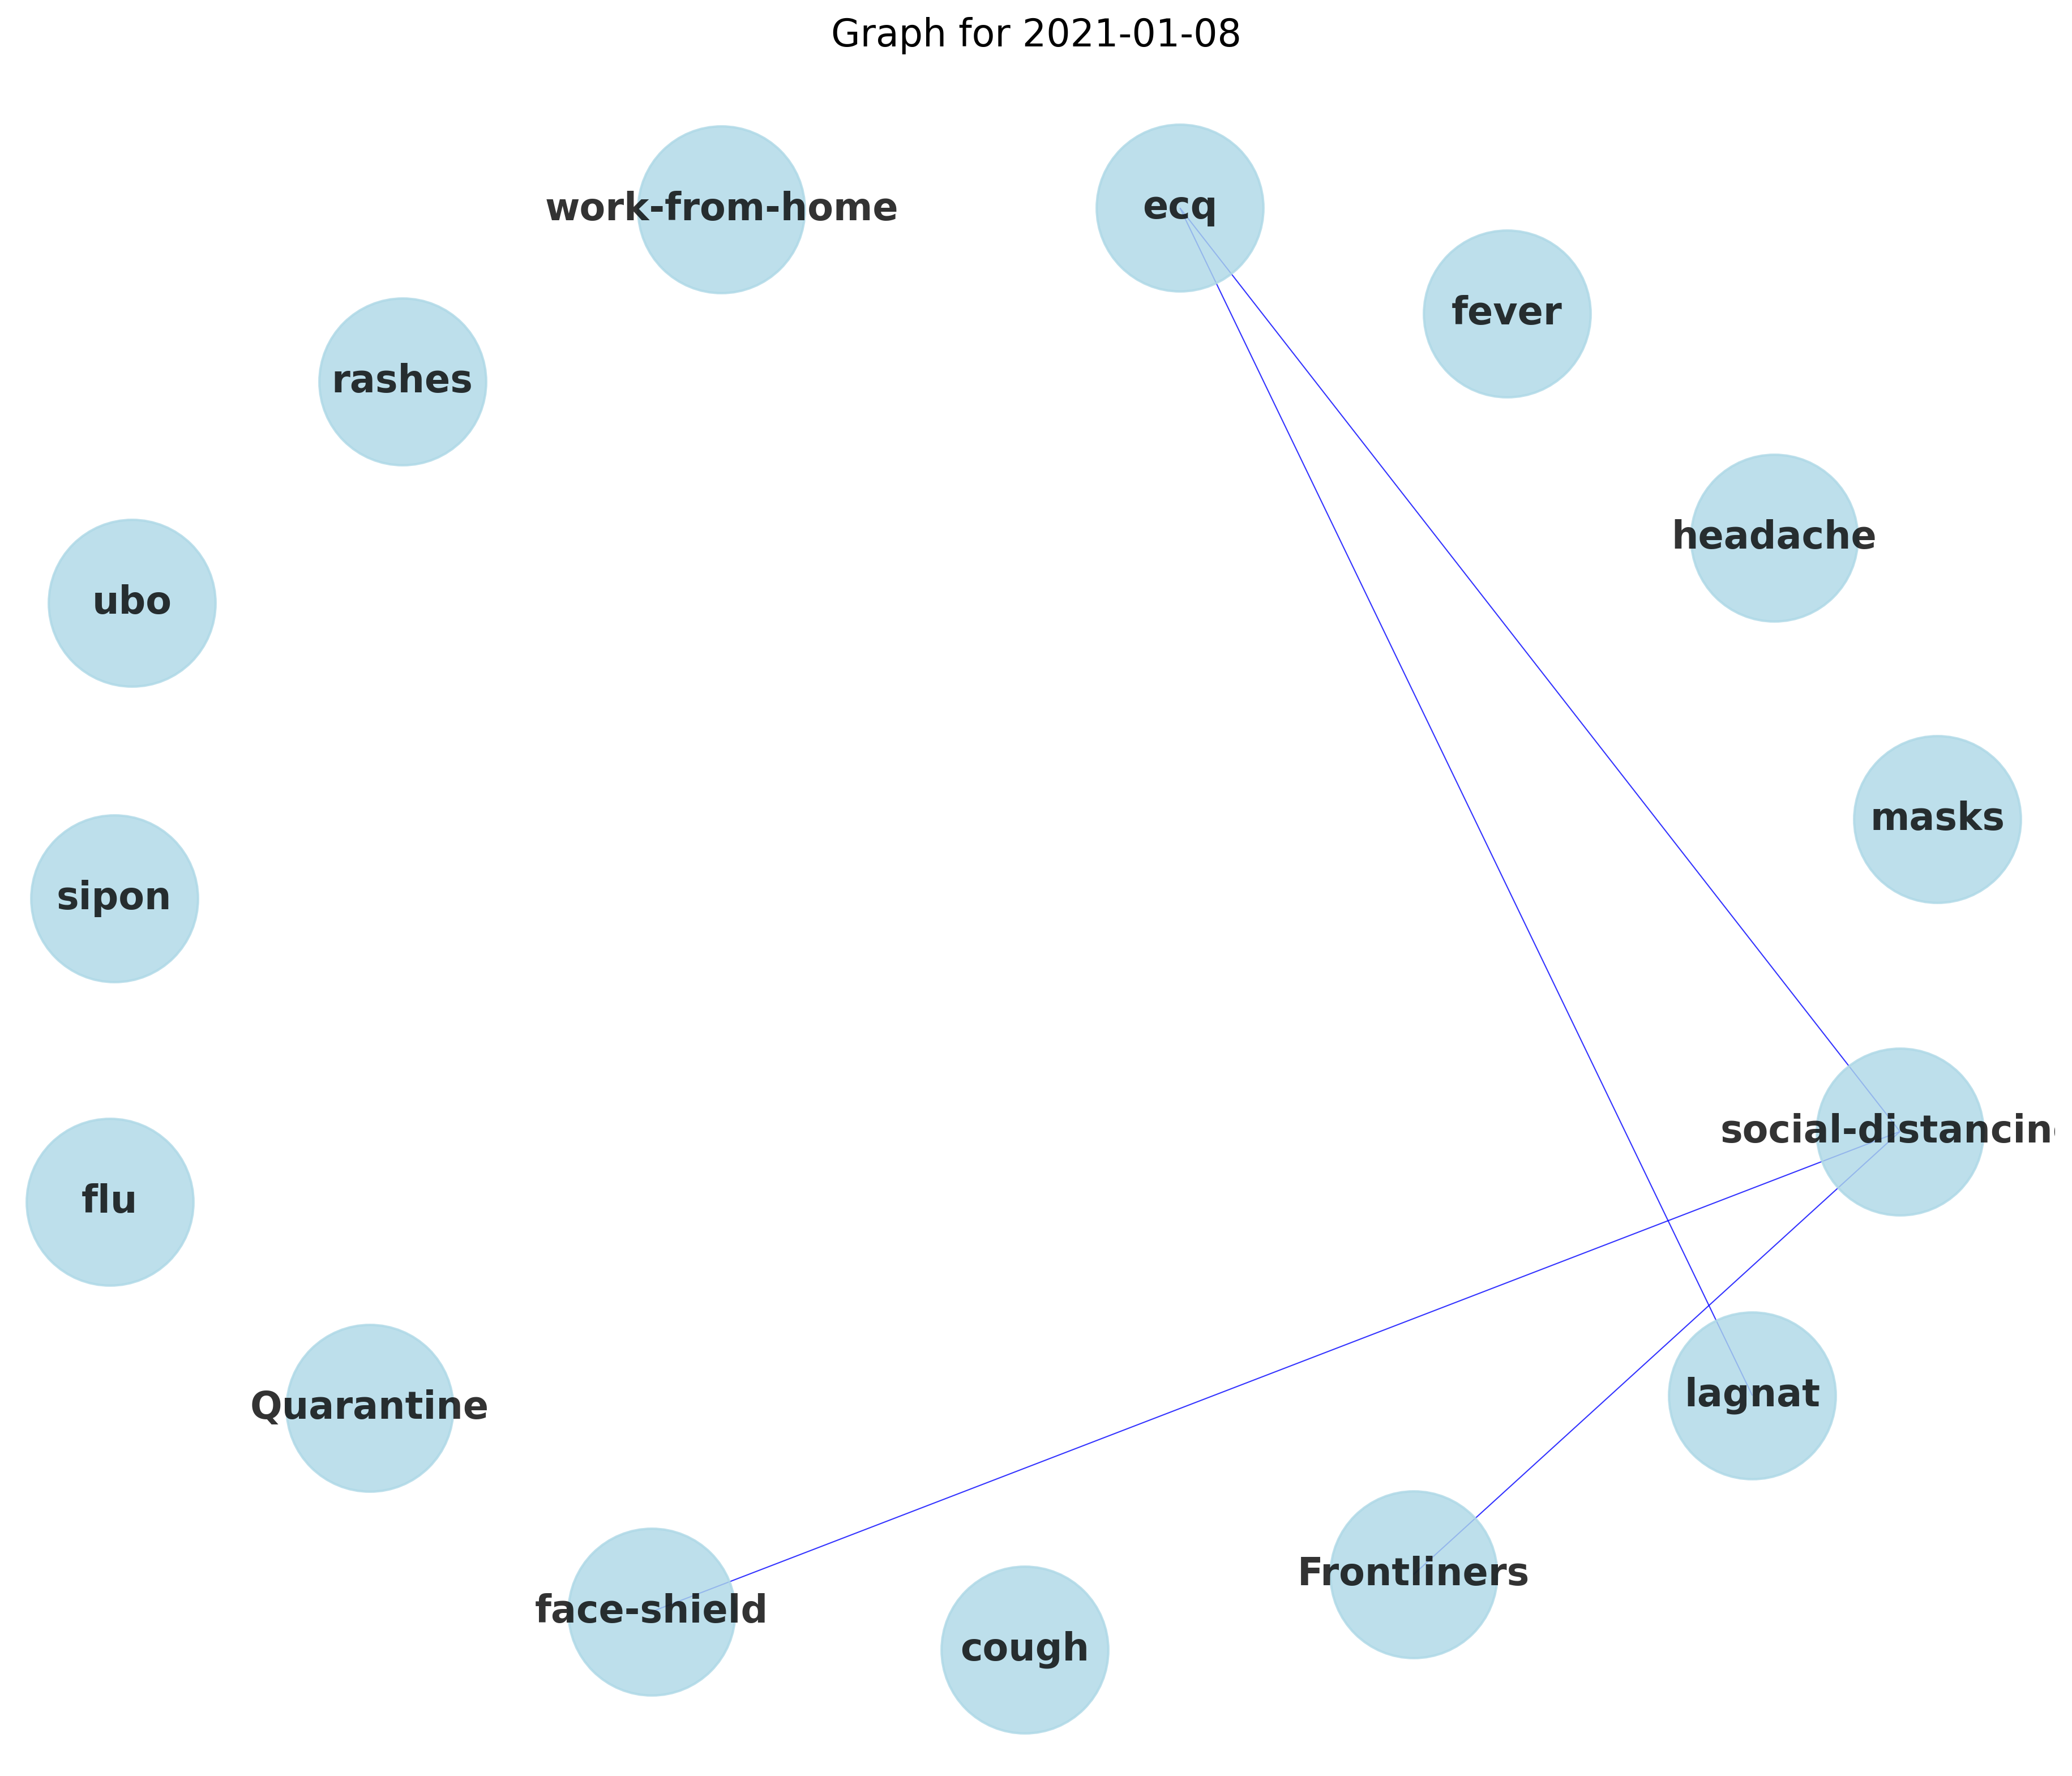 Graph for 2021-01-08
work-from-home
ecq
fever
rashes
headache
ubo
masks
sipon
social-distancin
flu
lagnat
Quarantine
Frontliners
face-shield
cough